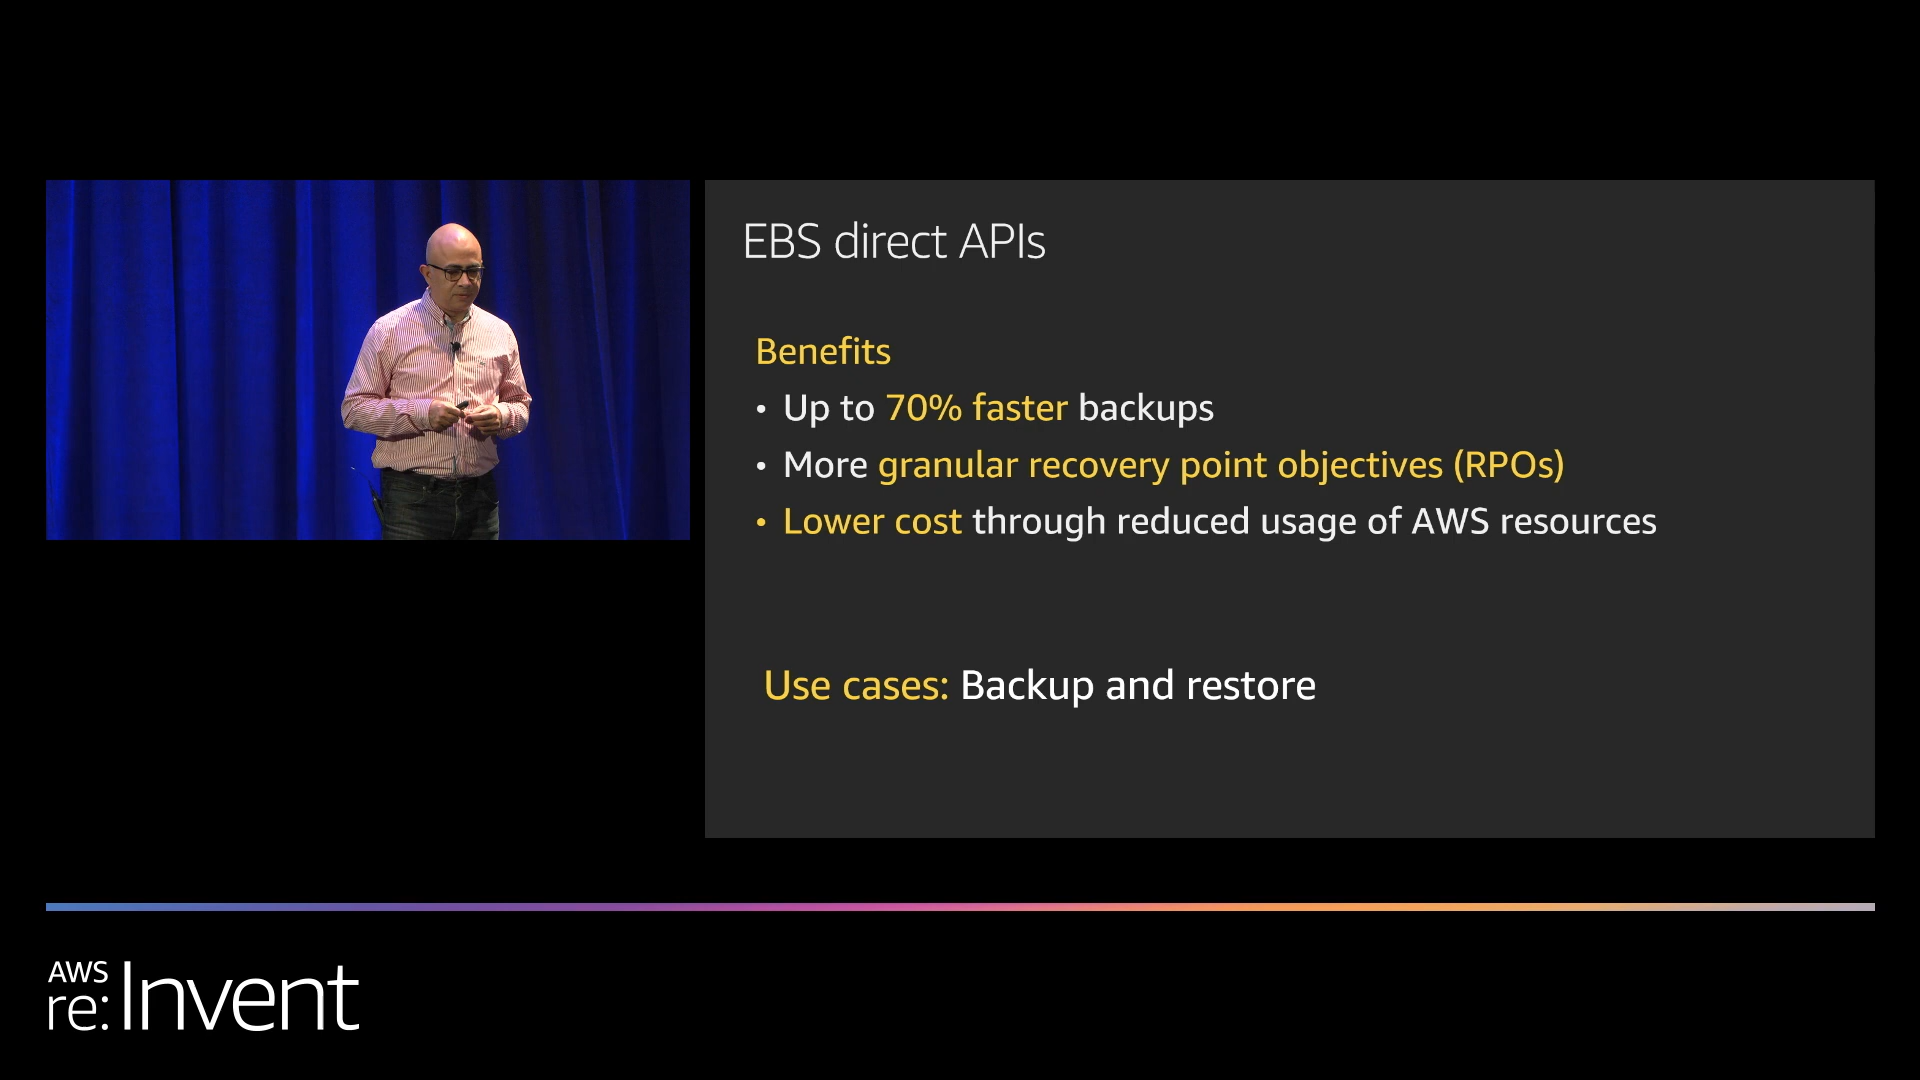 EBS direct APIs
Benefits
• Up to 70% faster backups
• More granular recovery point objectives (RPOs)
• Lower cost through reduced usage of AWS resources
Use cases: Backup and restore
AWS
re:Invent